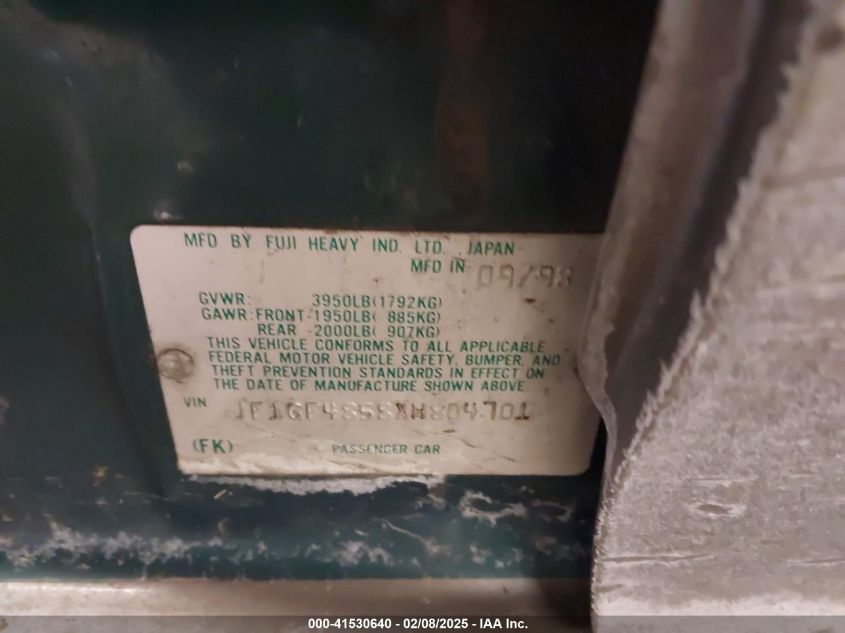 MFD BY FUJI HEAVY IND. LTD. JAPAN
MFD IN 09/98
GVWR: 3950LB(1792KG)
GAWR: FRONT-1950LB( 885KG)
REAR -2000LB( 907KG)
THIS VEHICLE CONFORMS TO ALL APPLICABLE
FEDERAL MOTOR VEHICLE SAFETY, BUMPER, AND
THEFT PREVENTION STANDARDS IN EFFECT ON
THE DATE OF MANUFACTURE SHOWN ABOVE
VIN
(FK) PASSENGER CAR
000-41530640 - 02/08/2025 - IAA Inc.